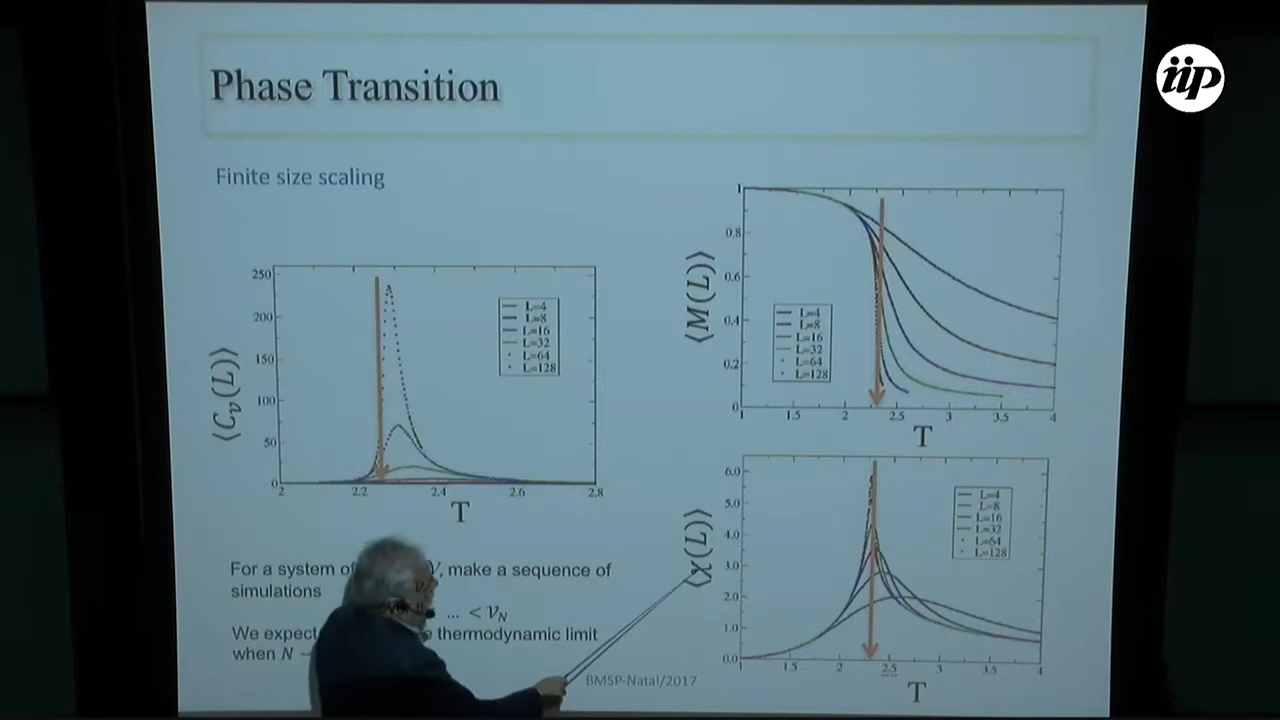 Phase Transition
iip
Finite size scaling
⟨C_v(L)⟩
250
200
150
100
50
0
2
2.2
2.4
2.6
2.8
T
L=4
L=8
L=16
L=32
L=64
L=128
⟨M(L)⟩
1
0.8
0.6
0.4
0.2
0
1
1.5
2
2.5
3
3.5
4
T
L=4
L=8
L=16
L=32
L=64
L=128
⟨χ(L)⟩
6.0
5.0
4.0
3.0
2.0
1.0
0.0
1
1.5
2
2.5
3
3.5
4
T
L=4
L=8
L=16
L=32
L=64
L=128
For a system of V, make a sequence of
simulations
... < V_N
We expect thermodynamic limit
when N
BMSP-Natal/2017